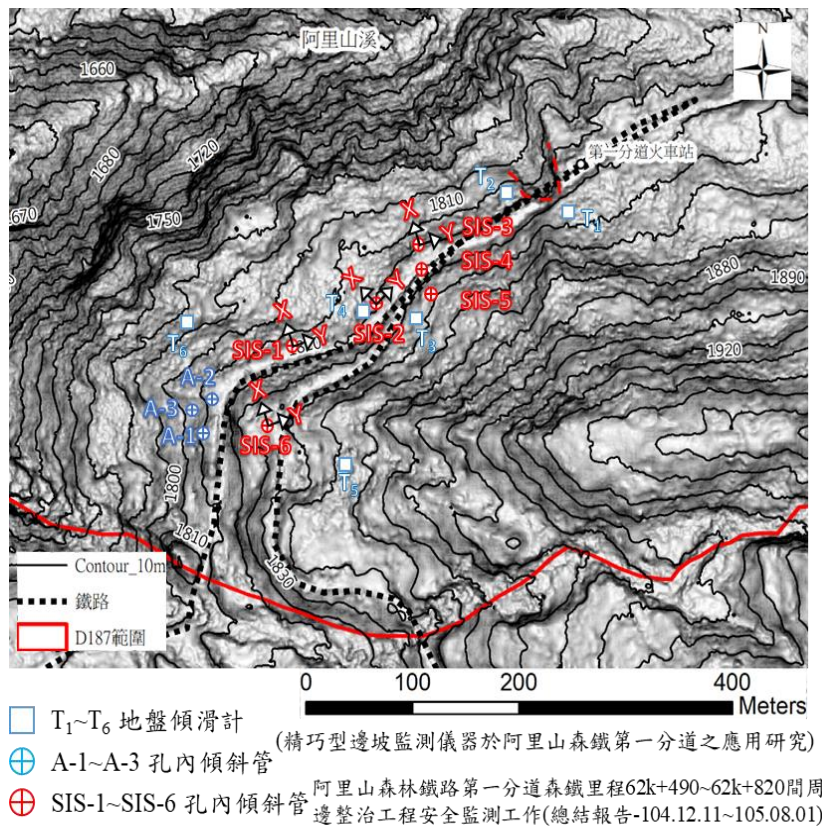 阿里山溪
N
1660
1680
1720
1670
1750
第一分道火車站
T2
1810
T1
X
Y
SIS-3
SIS-4
SIS-5
1880
1890
X
Y
T4
SIS-2
T3
1920
X
Y
T6
SIS-1
1820
A-2
A-3
A-1
X
Y
SIS-6
T5
1800
1810
1830
Contour_10m
鐵路
D187範圍
0 100 200 400
Meters
T1~T6 地盤傾滑計
(精巧型邊坡監測儀器於阿里山森鐵第一分道之應用研究)
A-1~A-3 孔內傾斜管
SIS-1~SIS-6 孔內傾斜管
阿里山森林鐵路第一分道森鐵里程62k+490~62k+820間周
邊整治工程安全監測工作(總結報告-104.12.11~105.08.01)